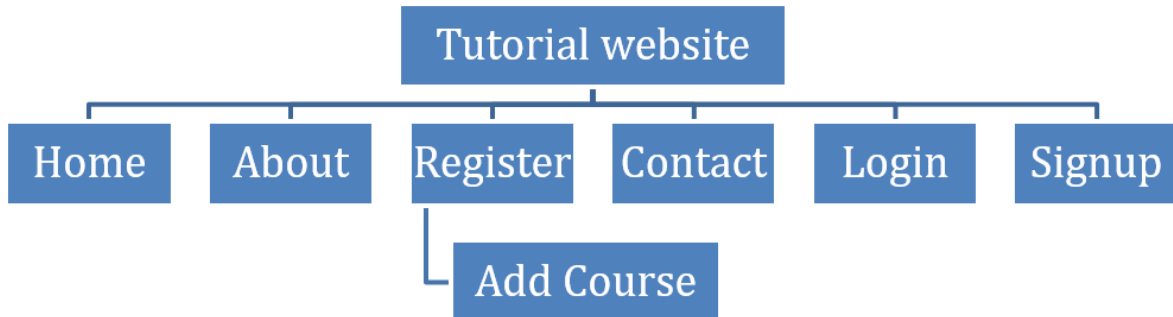 Tutorial website
Home
About
Register
Contact
Login
Signup
Add Course